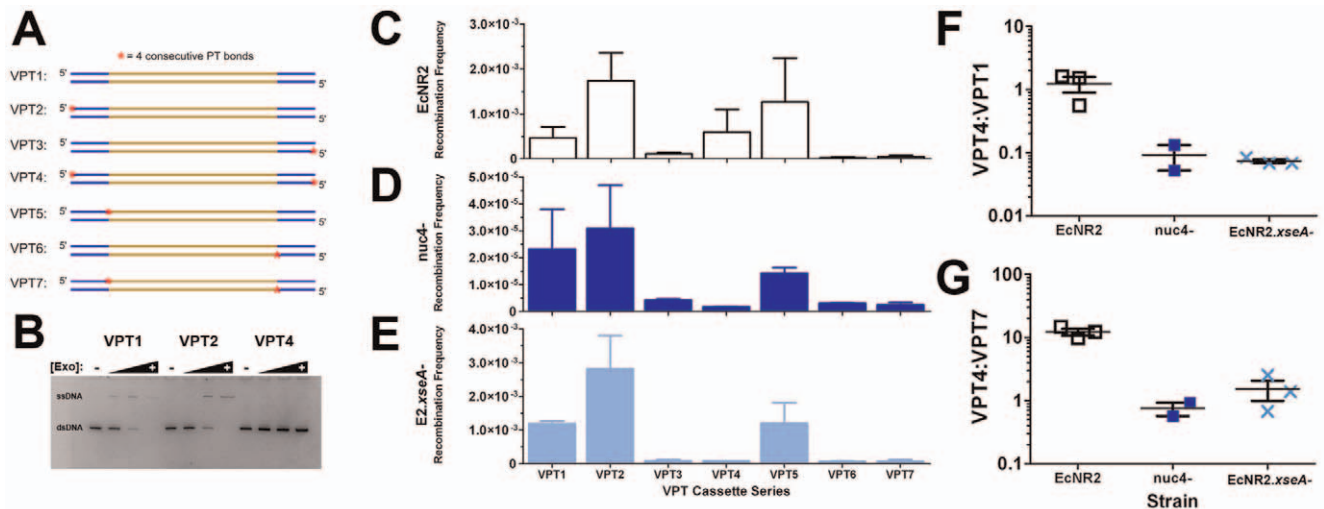 A
* = 4 consecutive PT bonds
VPT1: 5' 5'
VPT2: 5' 5'
VPT3: 5' 5'
VPT4: 5' 5'
VPT5: 5' 5'
VPT6: 5' 5'
VPT7: 5' 5'
B
VPT1 VPT2 VPT4
[Exo]: - + - + - +
ssDNA
dsDNA
C
EcNR2
Recombination Frequency
3.0×10⁻³
2.0×10⁻³
1.0×10⁻³
0
D
nuc4-
Recombination Frequency
5.0×10⁻⁵
4.0×10⁻⁵
3.0×10⁻⁵
2.0×10⁻⁵
1.0×10⁻⁵
0
E
E2.xseA-
Recombination Frequency
4.0×10⁻³
3.0×10⁻³
2.0×10⁻³
1.0×10⁻³
0
VPT1 VPT2 VPT3 VPT4 VPT5 VPT6 VPT7
VPT Cassette Series
F
VPT4:VPT1
10
1
0.1
0.01
EcNR2 nuc4- EcNR2.xseA-
G
VPT4:VPT7
100
10
1
0.1
EcNR2 nuc4- EcNR2.xseA-
Strain